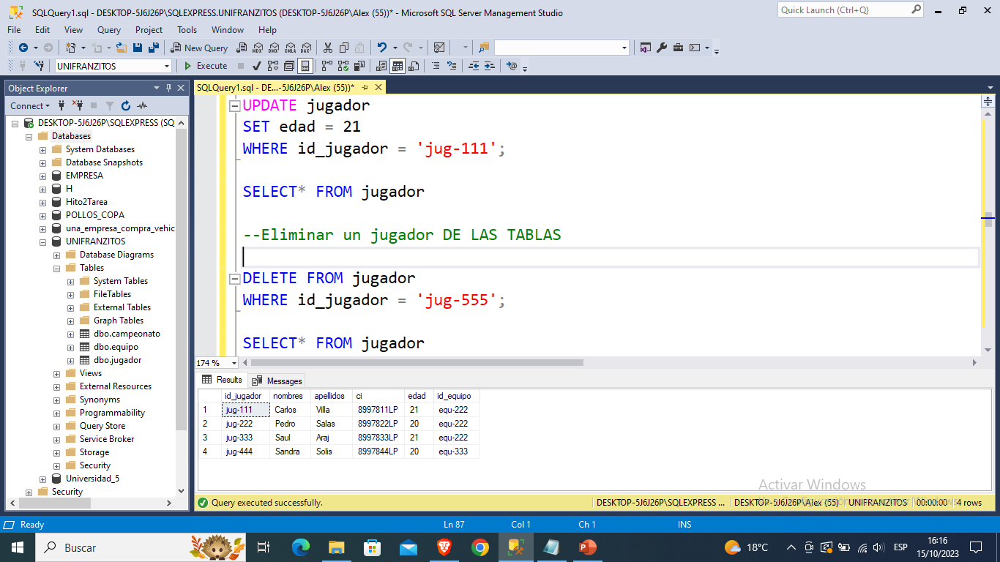 SQLQuery1.sql - DESKTOP-5J6J26P\SQLEXPRESS.UNIFRANZITOS (DESKTOP-5J6J26P\Alex (55))* - Microsoft SQL Server Management Studio
Quick Launch (Ctrl+Q)
File Edit View Query Project Tools Window Help
New Query MDX DMX XMLA DAX
UNIFRANZITOS Execute
Object Explorer
Connect
DESKTOP-5J6J26P\SQLEXPRESS (SQ
Databases
System Databases
Database Snapshots
EMPRESA
H
Hito2Tarea
POLLOS_COPA
una_empresa_compra_vehic
UNIFRANZITOS
Database Diagrams
Tables
System Tables
FileTables
External Tables
Graph Tables
dbo.campeonato
dbo.equipo
dbo.jugador
Views
External Resources
Synonyms
Programmability
Query Store
Service Broker
Storage
Security
Universidad_5
Security
SQLQuery1.sql - DE...-5J6J26P\Alex (55))*
UPDATE jugador
SET edad = 21
WHERE id_jugador = 'jug-111';
SELECT* FROM jugador
--Eliminar un jugador DE LAS TABLAS
DELETE FROM jugador
WHERE id_jugador = 'jug-555';
SELECT* FROM jugador
174 %
Results Messages
id_jugador nombres apellidos ci edad id_equipo
1 jug-111 Carlos Villa 8997811LP 21 equ-222
2 jug-222 Pedro Salas 8997822LP 20 equ-222
3 jug-333 Saul Araj 8997833LP 21 equ-222
4 jug-444 Sandra Solis 8997844LP 20 equ-333
Activar Windows
Query executed successfully. DESKTOP-5J6J26P\SQLEXPRESS ... DESKTOP-5J6J26P\Alex (55) UNIFRANZITOS 00:00:00 4 rows
Ready Ln 87 Col 1 Ch 1 INS
Buscar
18°C
ESP
16:16
15/10/2023